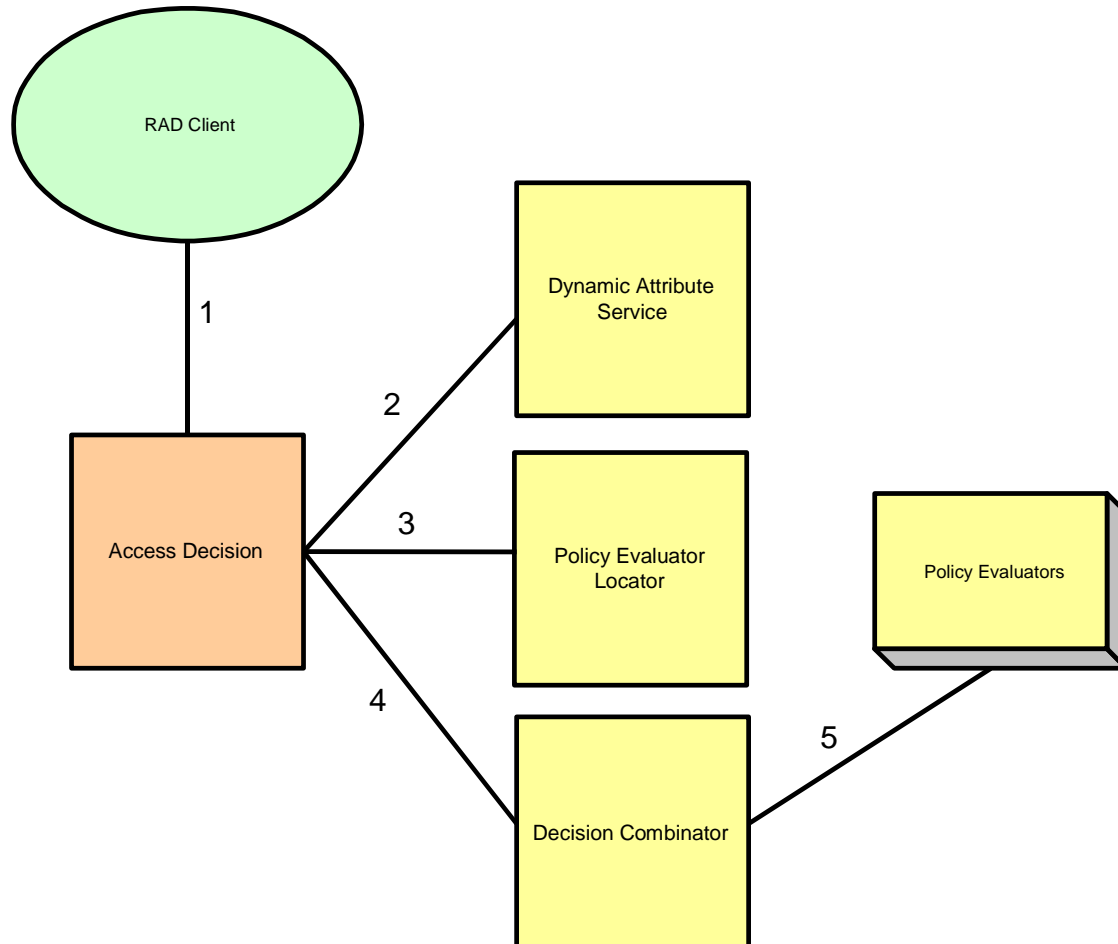 RAD Client
1
Dynamic Attribute
Service
2
Access Decision
3
Policy Evaluator
Locator
Policy Evaluators
4
5
Decision Combinator